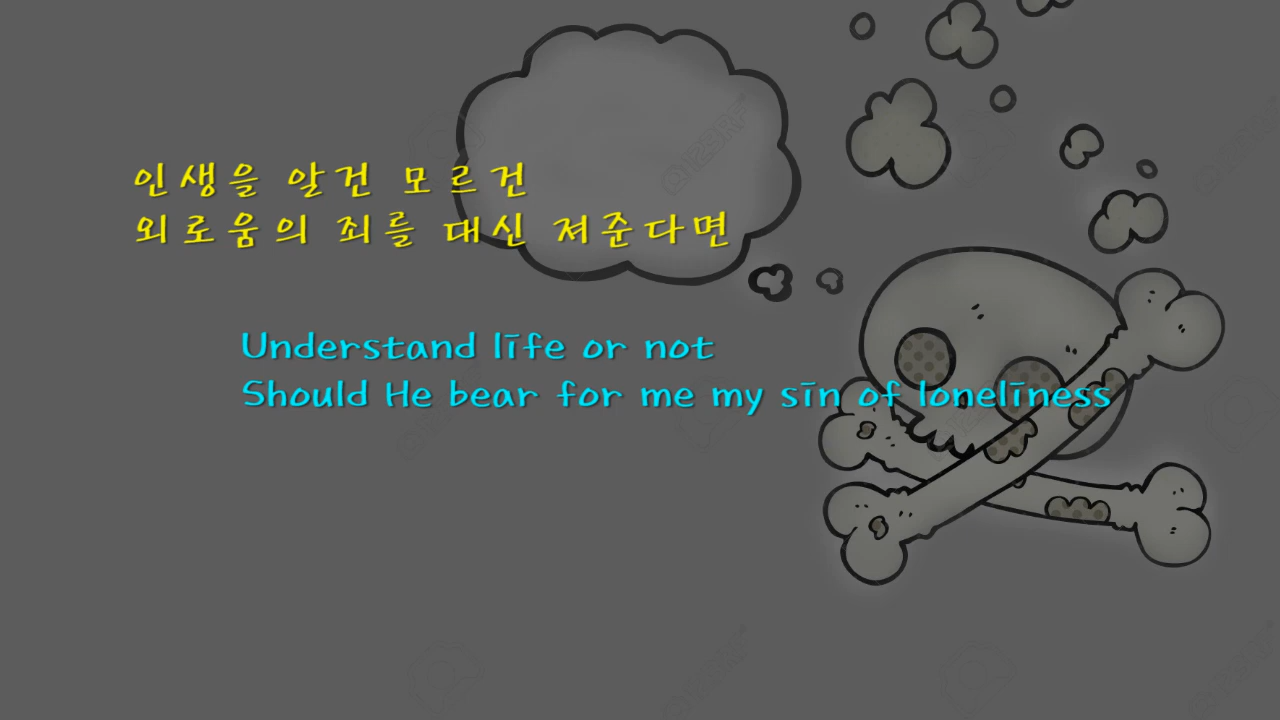 인생을 알건 모르건
외로움의 죄를 대신 져준다면
Understand life or not
Should He bear for me my sin of loneliness
123RF